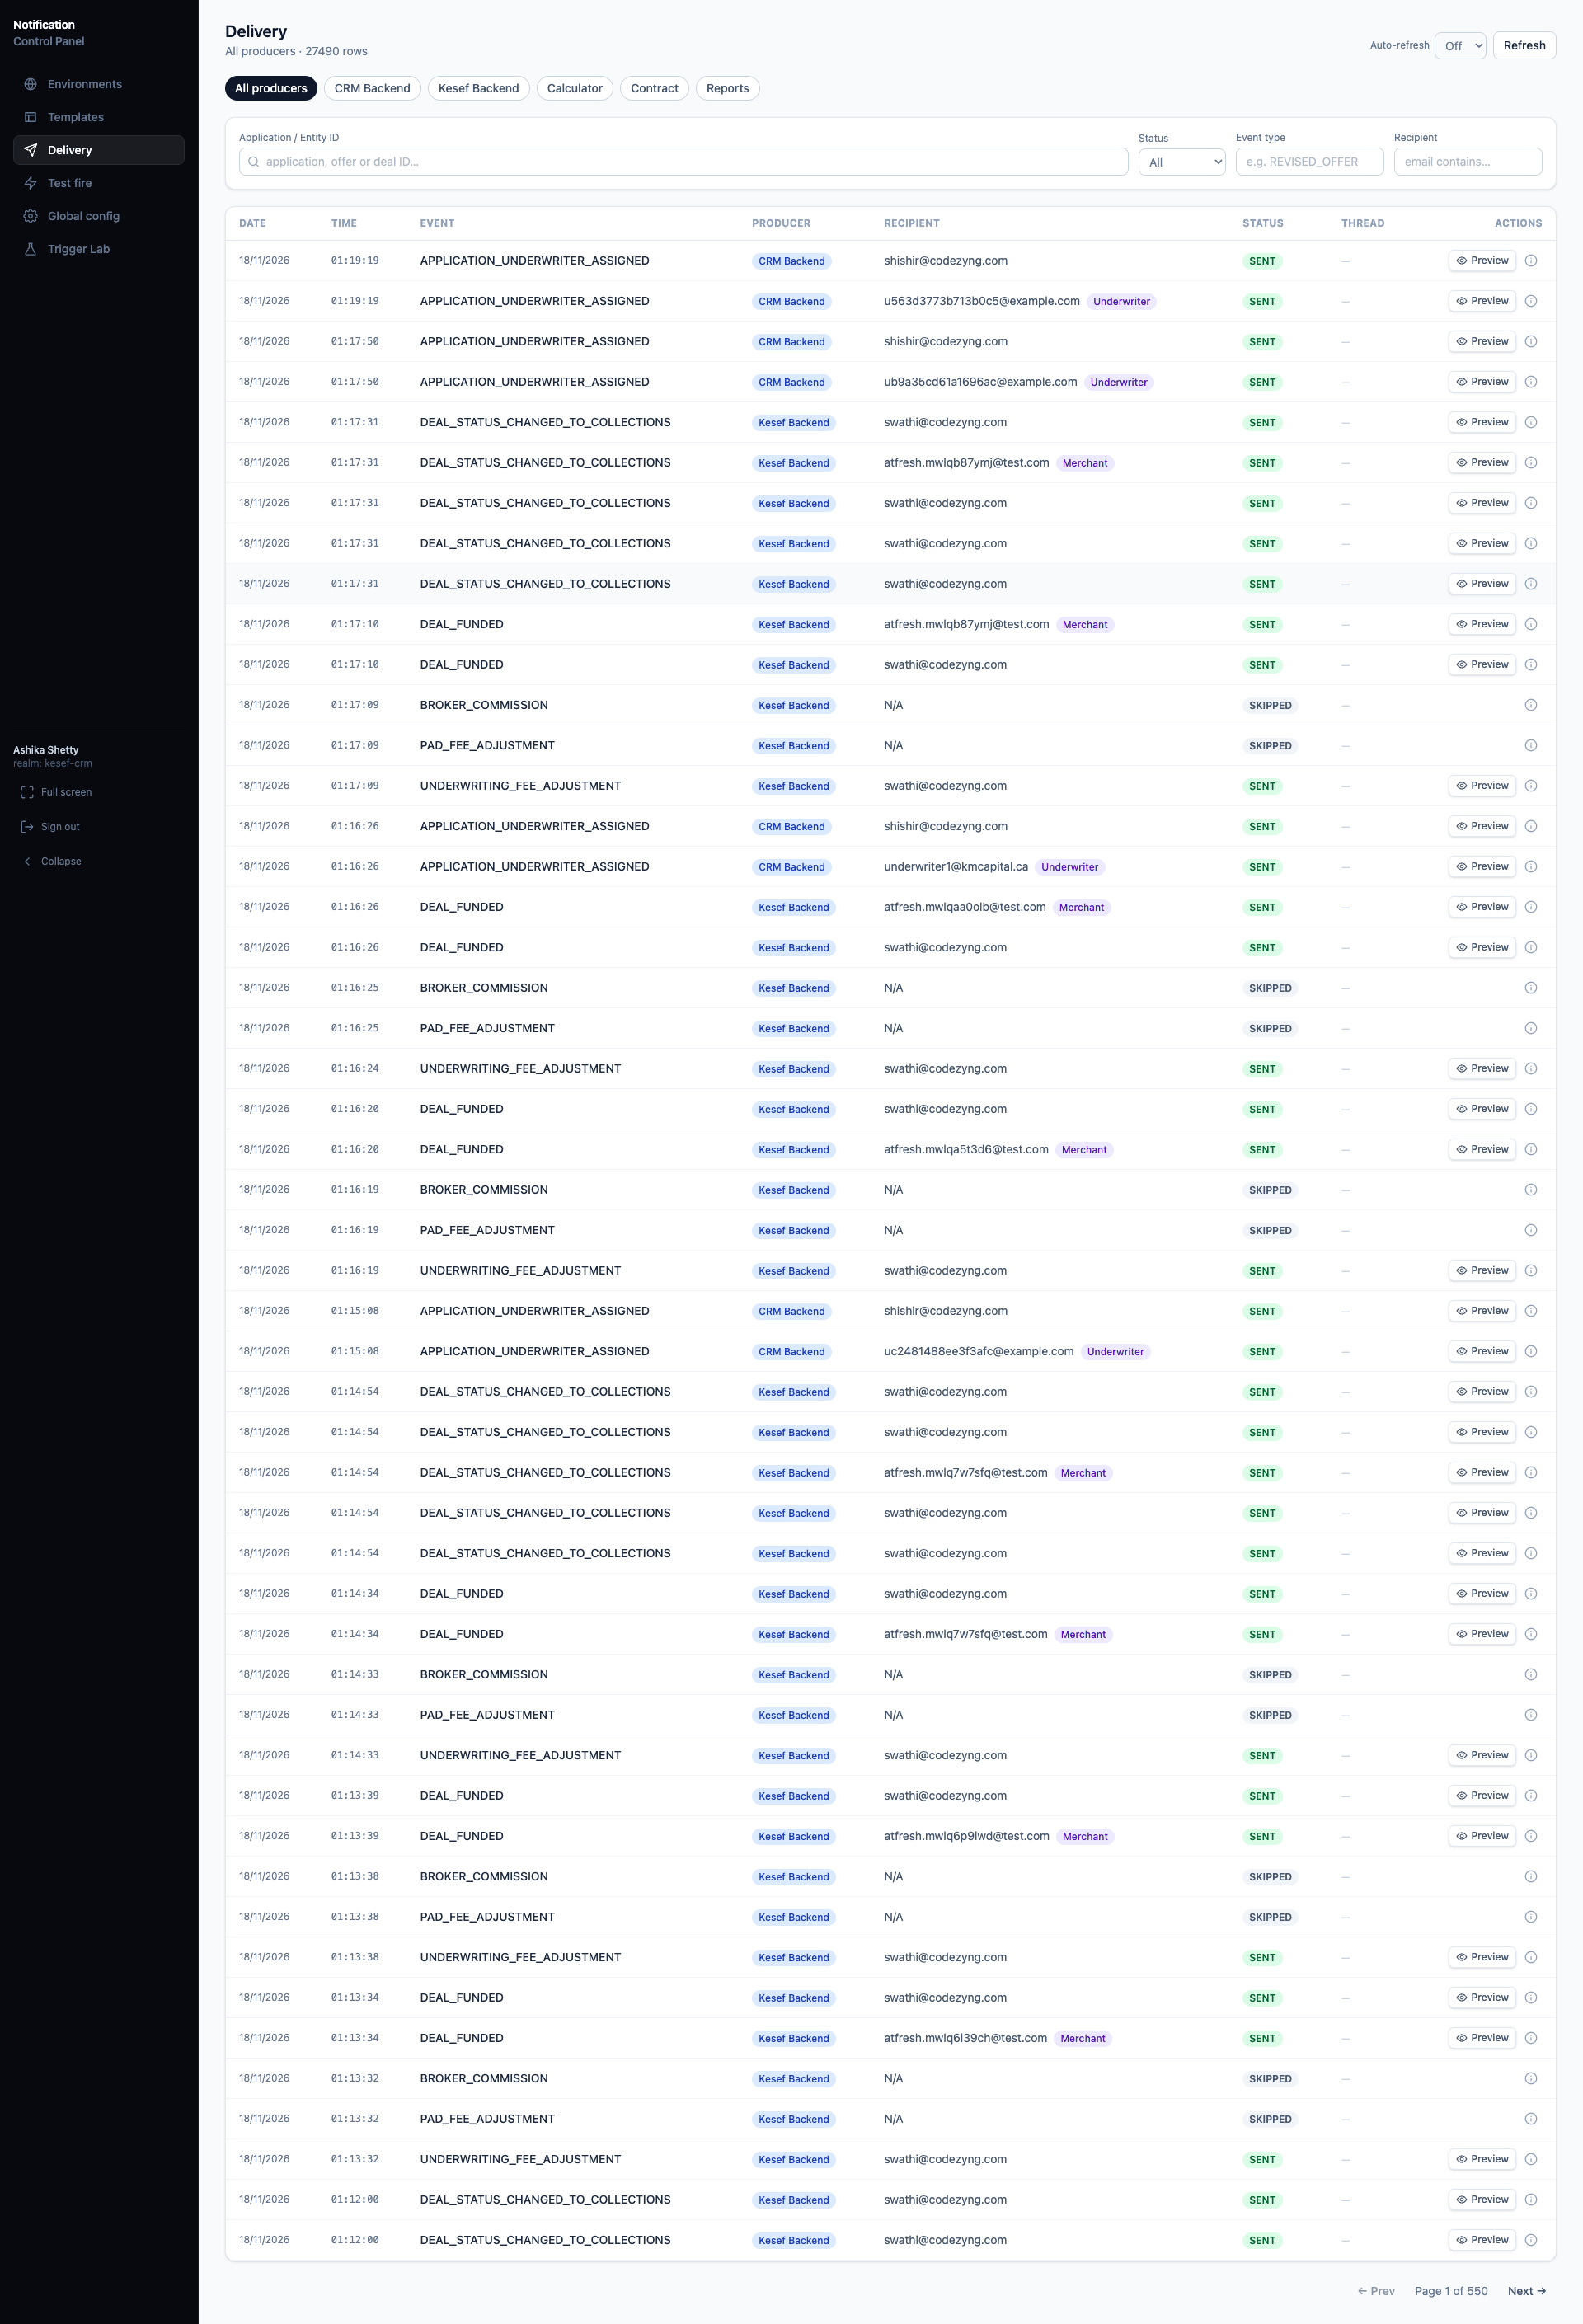 Notification
Control Panel
Environments
Templates
Delivery
Test fire
Global config
Trigger Lab
Ashika Shetty
realm: kesef-crm
Full screen
Sign out
Collapse
Delivery
All producers · 27490 rows
Auto-refresh Off Refresh
All producers CRM Backend Kesef Backend Calculator Contract Reports
Application / Entity ID Status Event type Recipient
application, offer or deal ID... All e.g. REVISED_OFFER email contains...
DATE TIME EVENT PRODUCER RECIPIENT STATUS THREAD ACTIONS
18/11/2026 01:19:19 APPLICATION_UNDERWRITER_ASSIGNED CRM Backend shishir@codezyng.com SENT — Preview
18/11/2026 01:19:19 APPLICATION_UNDERWRITER_ASSIGNED CRM Backend u563d3773b713b0c5@example.com Underwriter SENT — Preview
18/11/2026 01:17:50 APPLICATION_UNDERWRITER_ASSIGNED CRM Backend shishir@codezyng.com SENT — Preview
18/11/2026 01:17:50 APPLICATION_UNDERWRITER_ASSIGNED CRM Backend ub9a35cd61a1696ac@example.com Underwriter SENT — Preview
18/11/2026 01:17:31 DEAL_STATUS_CHANGED_TO_COLLECTIONS Kesef Backend swathi@codezyng.com SENT — Preview
18/11/2026 01:17:31 DEAL_STATUS_CHANGED_TO_COLLECTIONS Kesef Backend atfresh.mwlqb87ymj@test.com Merchant SENT — Preview
18/11/2026 01:17:31 DEAL_STATUS_CHANGED_TO_COLLECTIONS Kesef Backend swathi@codezyng.com SENT — Preview
18/11/2026 01:17:31 DEAL_STATUS_CHANGED_TO_COLLECTIONS Kesef Backend swathi@codezyng.com SENT — Preview
18/11/2026 01:17:31 DEAL_STATUS_CHANGED_TO_COLLECTIONS Kesef Backend swathi@codezyng.com SENT — Preview
18/11/2026 01:17:10 DEAL_FUNDED Kesef Backend atfresh.mwlqb87ymj@test.com Merchant SENT — Preview
18/11/2026 01:17:10 DEAL_FUNDED Kesef Backend swathi@codezyng.com SENT — Preview
18/11/2026 01:17:09 BROKER_COMMISSION Kesef Backend N/A SKIPPED —
18/11/2026 01:17:09 PAD_FEE_ADJUSTMENT Kesef Backend N/A SKIPPED —
18/11/2026 01:17:09 UNDERWRITING_FEE_ADJUSTMENT Kesef Backend swathi@codezyng.com SENT — Preview
18/11/2026 01:16:26 APPLICATION_UNDERWRITER_ASSIGNED CRM Backend shishir@codezyng.com SENT — Preview
18/11/2026 01:16:26 APPLICATION_UNDERWRITER_ASSIGNED CRM Backend underwriter1@kmcapital.ca Underwriter SENT — Preview
18/11/2026 01:16:26 DEAL_FUNDED Kesef Backend atfresh.mwlqaa0olb@test.com Merchant SENT — Preview
18/11/2026 01:16:26 DEAL_FUNDED Kesef Backend swathi@codezyng.com SENT — Preview
18/11/2026 01:16:25 BROKER_COMMISSION Kesef Backend N/A SKIPPED —
18/11/2026 01:16:25 PAD_FEE_ADJUSTMENT Kesef Backend N/A SKIPPED —
18/11/2026 01:16:24 UNDERWRITING_FEE_ADJUSTMENT Kesef Backend swathi@codezyng.com SENT — Preview
18/11/2026 01:16:20 DEAL_FUNDED Kesef Backend swathi@codezyng.com SENT — Preview
18/11/2026 01:16:20 DEAL_FUNDED Kesef Backend atfresh.mwlqa5t3d6@test.com Merchant SENT — Preview
18/11/2026 01:16:19 BROKER_COMMISSION Kesef Backend N/A SKIPPED —
18/11/2026 01:16:19 PAD_FEE_ADJUSTMENT Kesef Backend N/A SKIPPED —
18/11/2026 01:16:19 UNDERWRITING_FEE_ADJUSTMENT Kesef Backend swathi@codezyng.com SENT — Preview
18/11/2026 01:15:08 APPLICATION_UNDERWRITER_ASSIGNED CRM Backend shishir@codezyng.com SENT — Preview
18/11/2026 01:15:08 APPLICATION_UNDERWRITER_ASSIGNED CRM Backend uc2481488ee3f3afc@example.com Underwriter SENT — Preview
18/11/2026 01:14:54 DEAL_STATUS_CHANGED_TO_COLLECTIONS Kesef Backend swathi@codezyng.com SENT — Preview
18/11/2026 01:14:54 DEAL_STATUS_CHANGED_TO_COLLECTIONS Kesef Backend swathi@codezyng.com SENT — Preview
18/11/2026 01:14:54 DEAL_STATUS_CHANGED_TO_COLLECTIONS Kesef Backend atfresh.mwlq7w7sfq@test.com Merchant SENT — Preview
18/11/2026 01:14:54 DEAL_STATUS_CHANGED_TO_COLLECTIONS Kesef Backend swathi@codezyng.com SENT — Preview
18/11/2026 01:14:54 DEAL_STATUS_CHANGED_TO_COLLECTIONS Kesef Backend swathi@codezyng.com SENT — Preview
18/11/2026 01:14:34 DEAL_FUNDED Kesef Backend swathi@codezyng.com SENT — Preview
18/11/2026 01:14:34 DEAL_FUNDED Kesef Backend atfresh.mwlq7w7sfq@test.com Merchant SENT — Preview
18/11/2026 01:14:33 BROKER_COMMISSION Kesef Backend N/A SKIPPED —
18/11/2026 01:14:33 PAD_FEE_ADJUSTMENT Kesef Backend N/A SKIPPED —
18/11/2026 01:14:33 UNDERWRITING_FEE_ADJUSTMENT Kesef Backend swathi@codezyng.com SENT — Preview
18/11/2026 01:13:39 DEAL_FUNDED Kesef Backend swathi@codezyng.com SENT — Preview
18/11/2026 01:13:39 DEAL_FUNDED Kesef Backend atfresh.mwlq6p9iwd@test.com Merchant SENT — Preview
18/11/2026 01:13:38 BROKER_COMMISSION Kesef Backend N/A SKIPPED —
18/11/2026 01:13:38 PAD_FEE_ADJUSTMENT Kesef Backend N/A SKIPPED —
18/11/2026 01:13:38 UNDERWRITING_FEE_ADJUSTMENT Kesef Backend swathi@codezyng.com SENT — Preview
18/11/2026 01:13:34 DEAL_FUNDED Kesef Backend swathi@codezyng.com SENT — Preview
18/11/2026 01:13:34 DEAL_FUNDED Kesef Backend atfresh.mwlq6l39ch@test.com Merchant SENT — Preview
18/11/2026 01:13:32 BROKER_COMMISSION Kesef Backend N/A SKIPPED —
18/11/2026 01:13:32 PAD_FEE_ADJUSTMENT Kesef Backend N/A SKIPPED —
18/11/2026 01:13:32 UNDERWRITING_FEE_ADJUSTMENT Kesef Backend swathi@codezyng.com SENT — Preview
18/11/2026 01:12:00 DEAL_STATUS_CHANGED_TO_COLLECTIONS Kesef Backend swathi@codezyng.com SENT — Preview
18/11/2026 01:12:00 DEAL_STATUS_CHANGED_TO_COLLECTIONS Kesef Backend swathi@codezyng.com SENT — Preview
← Prev Page 1 of 550 Next →